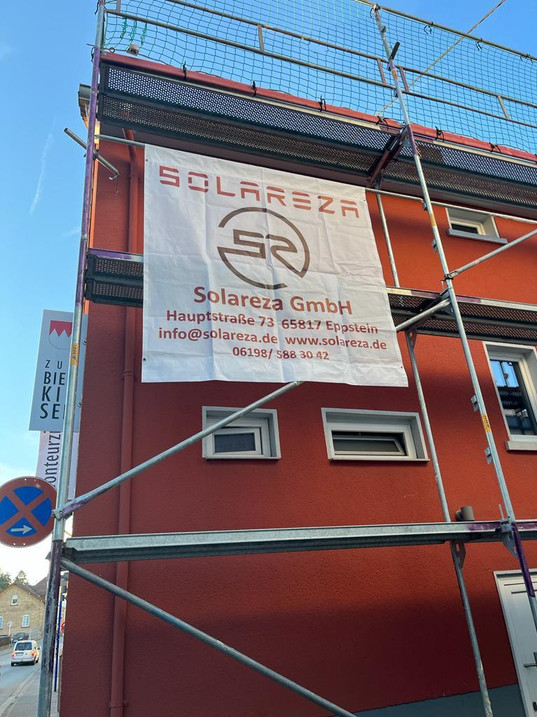 SOLAREZA
SR
Solareza GmbH
Hauptstraße 73 65817 Eppstein
info@solareza.de www.solareza.de
06198/ 588 30 42
ZU
BIE
KI
SE
onteurzi